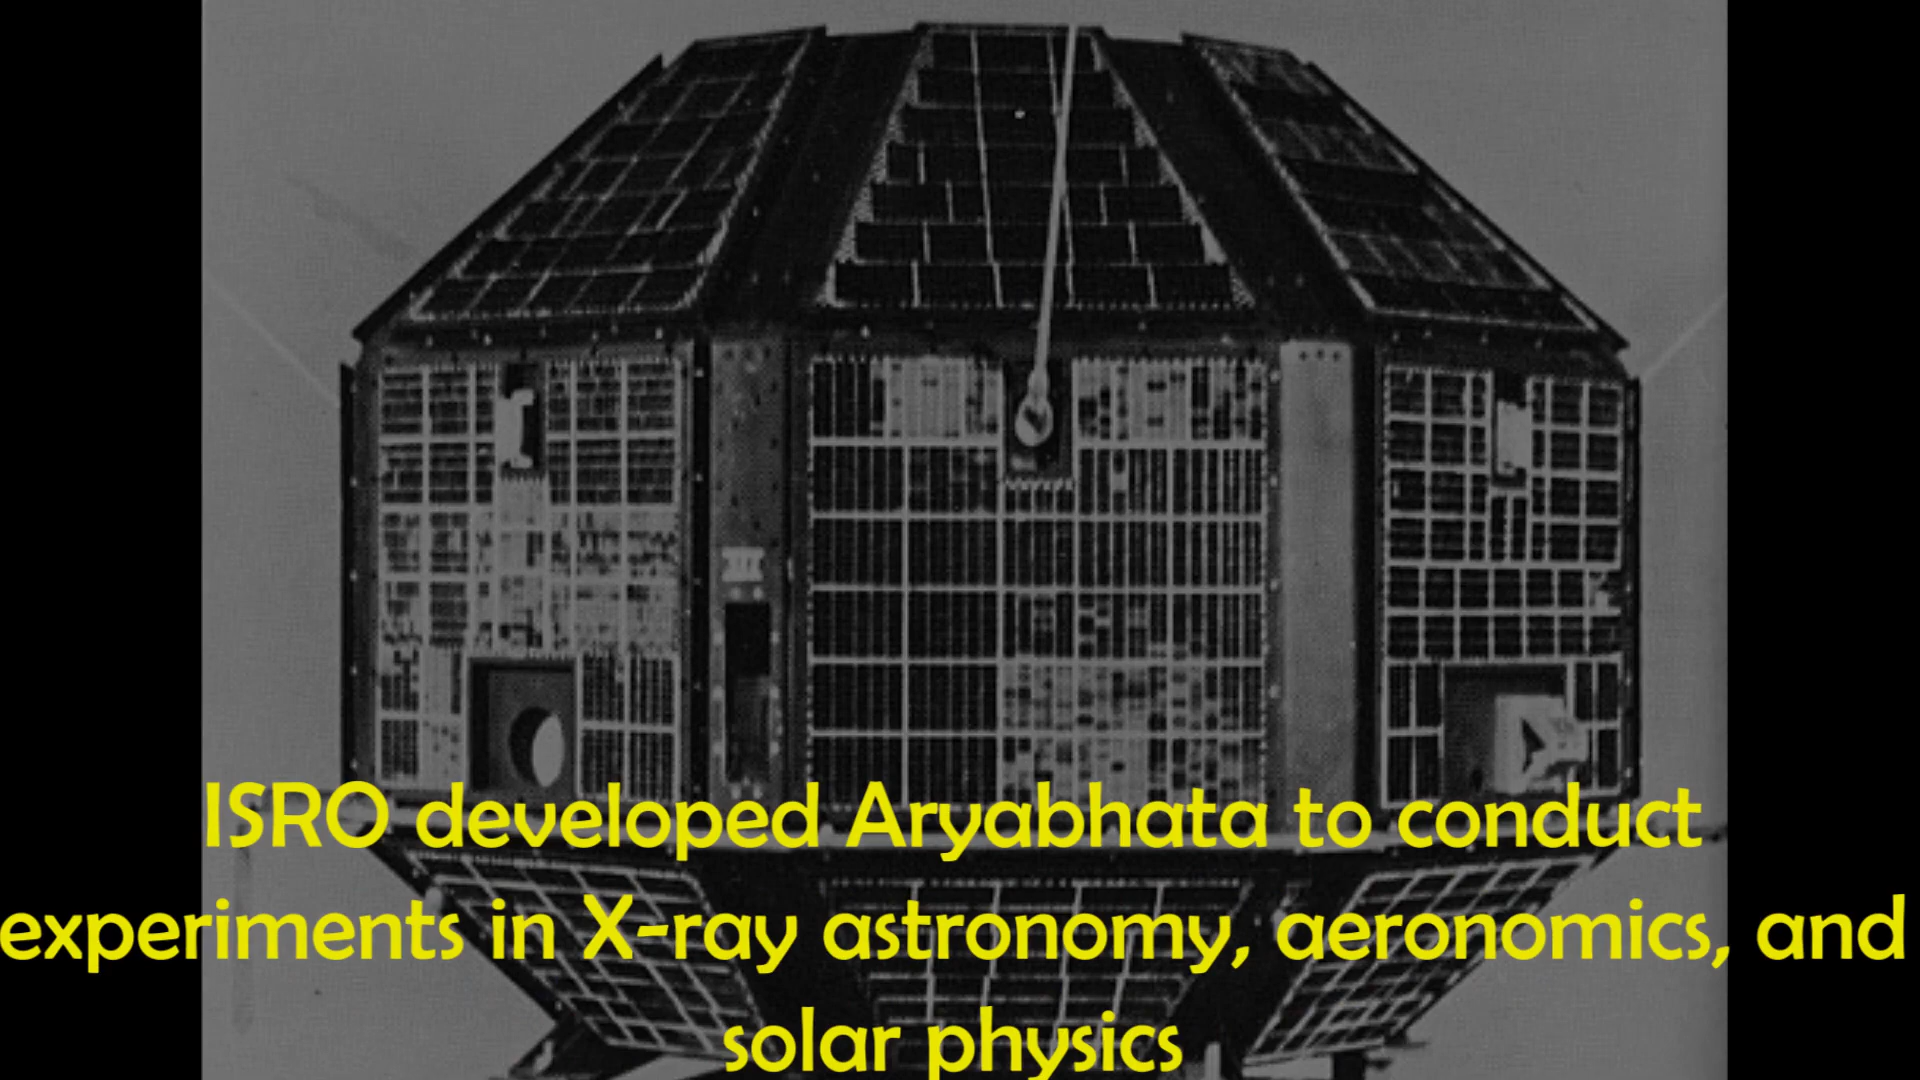 ISRO developed Aryabhata to conduct
experiments in X-ray astronomy, aeronomics, and
solar physics